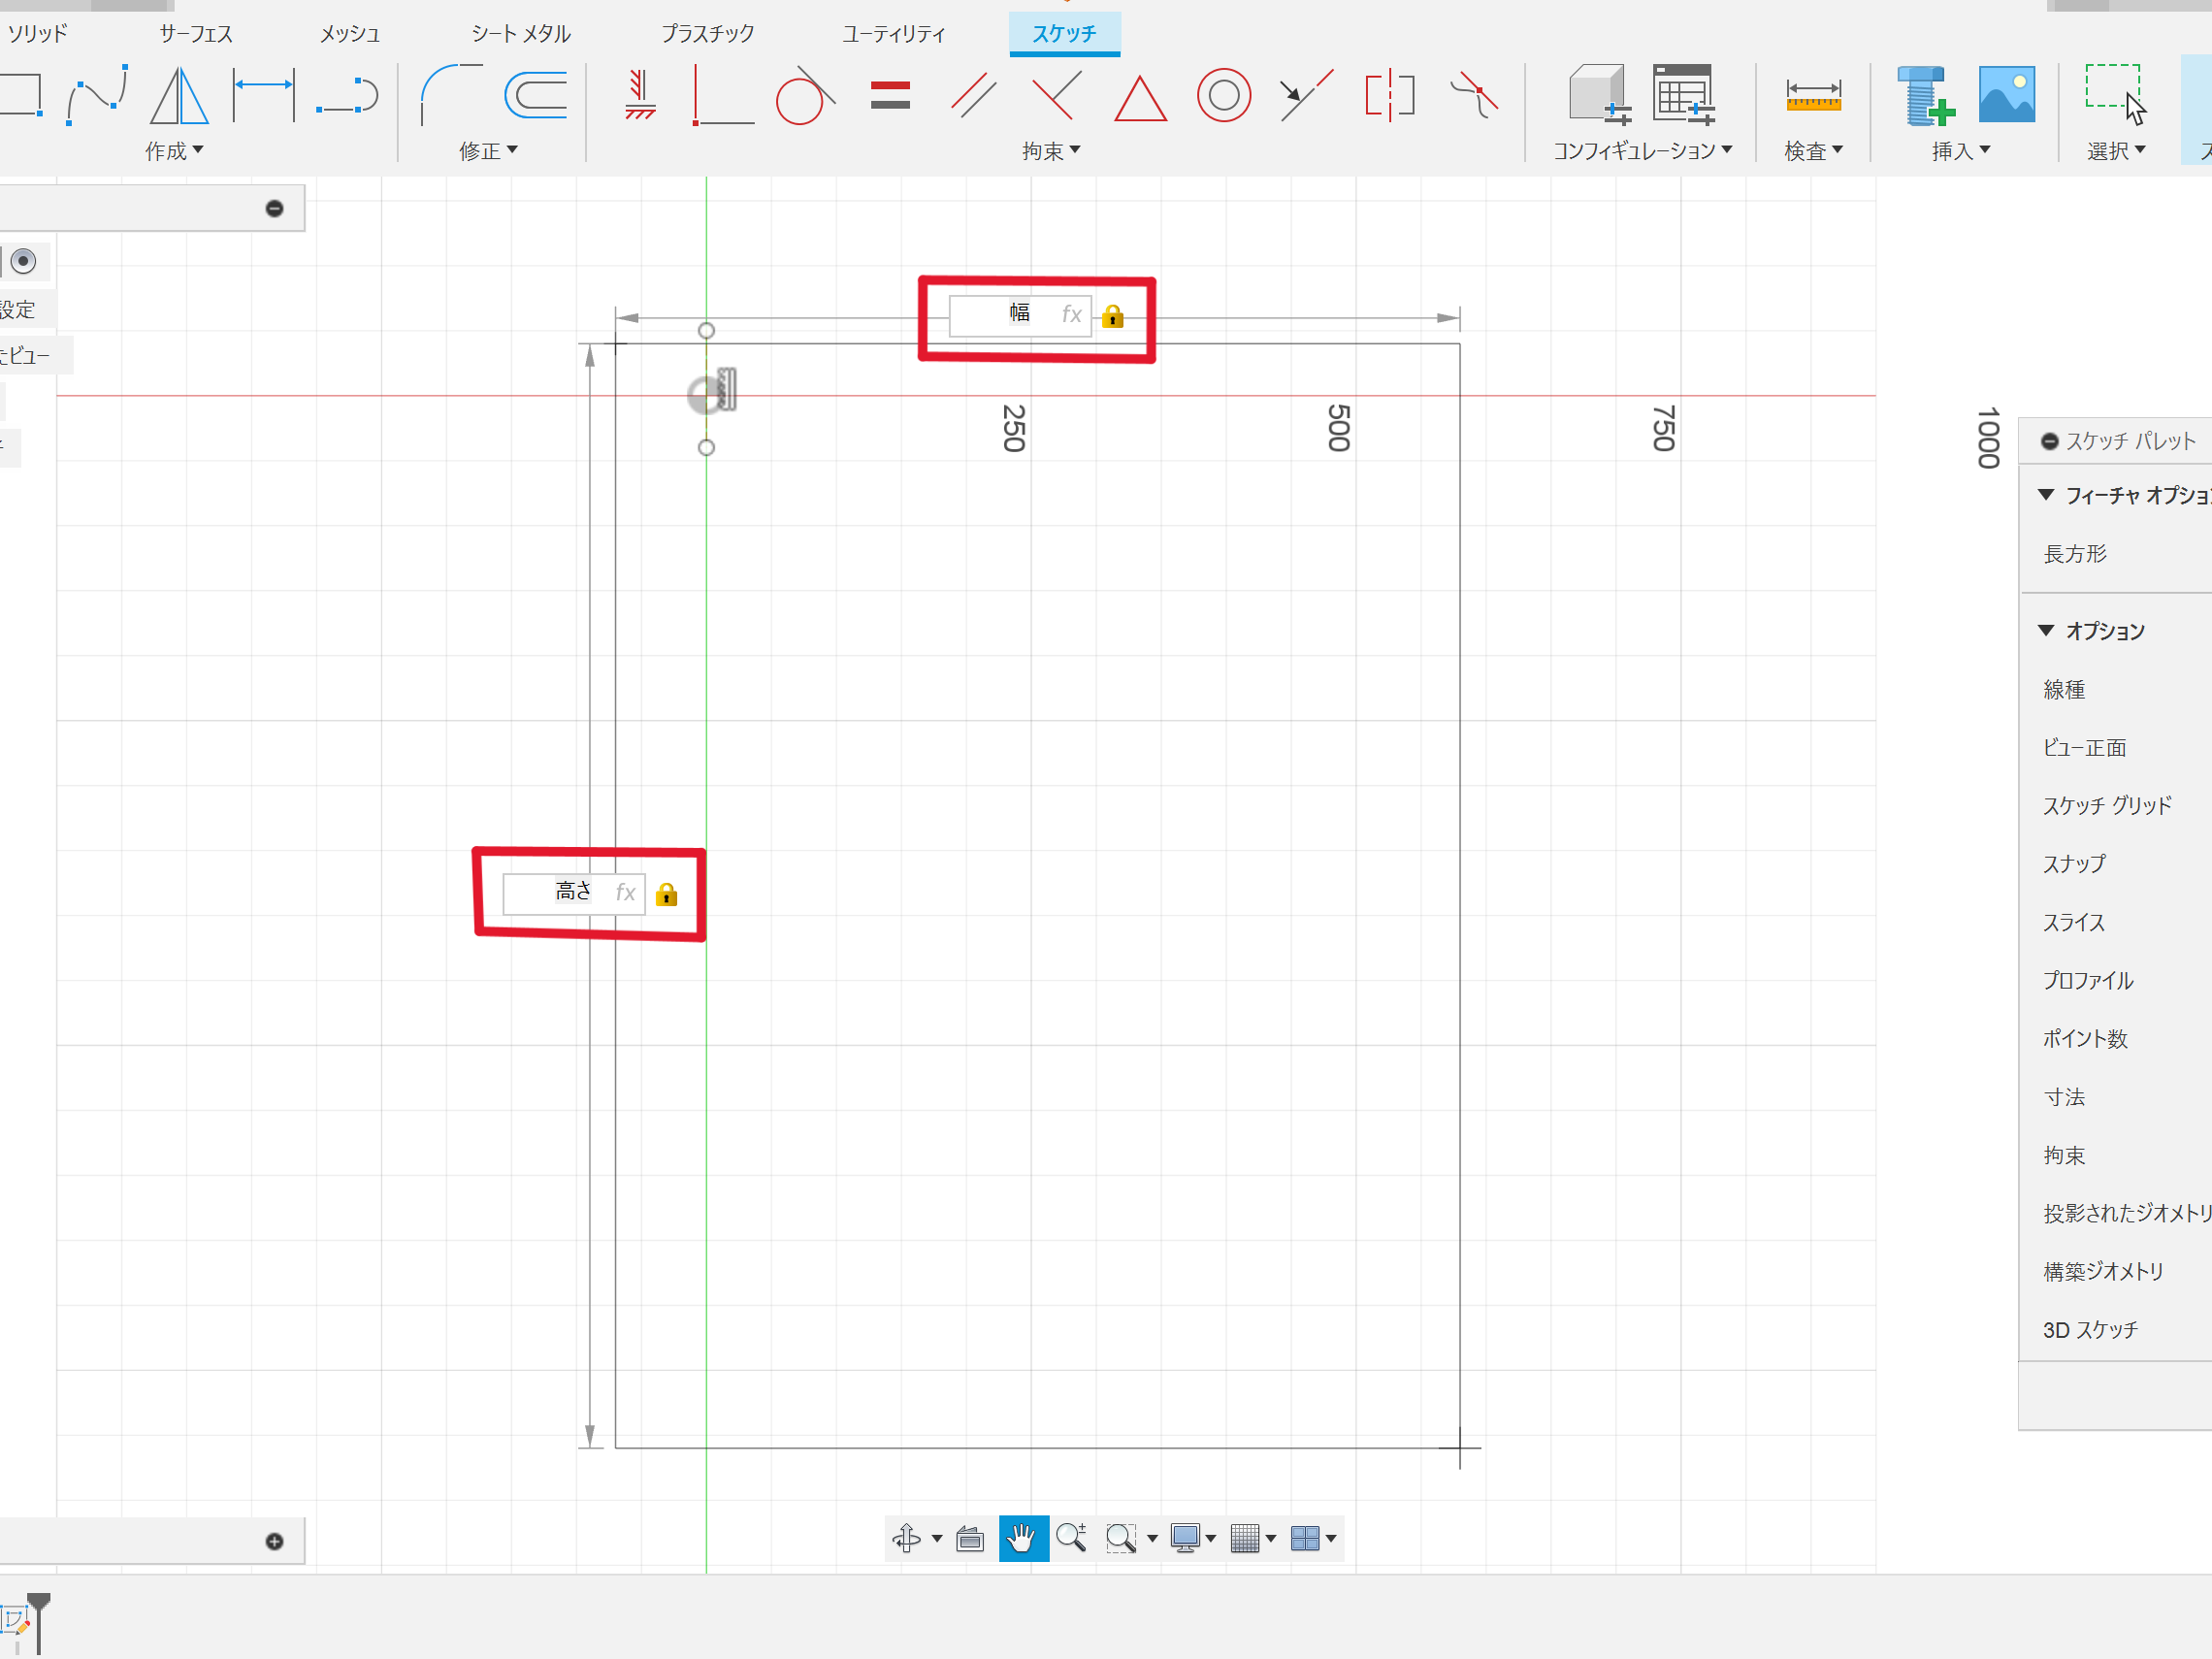 ソリッド サーフェス メッシュ シート メタル プラスチック ユーティリティ スケッチ
作成 修正 拘束 コンフィギュレーション 検査 挿入 選択
設定
たビュー
幅 fx
250 500 750 1000
高さ fx
スケッチ パレット
フィーチャ オプション
長方形
オプション
線種
ビュー正面
スケッチ グリッド
スナップ
スライス
プロファイル
ポイント数
寸法
拘束
投影されたジオメトリ
構築ジオメトリ
3D スケッチ